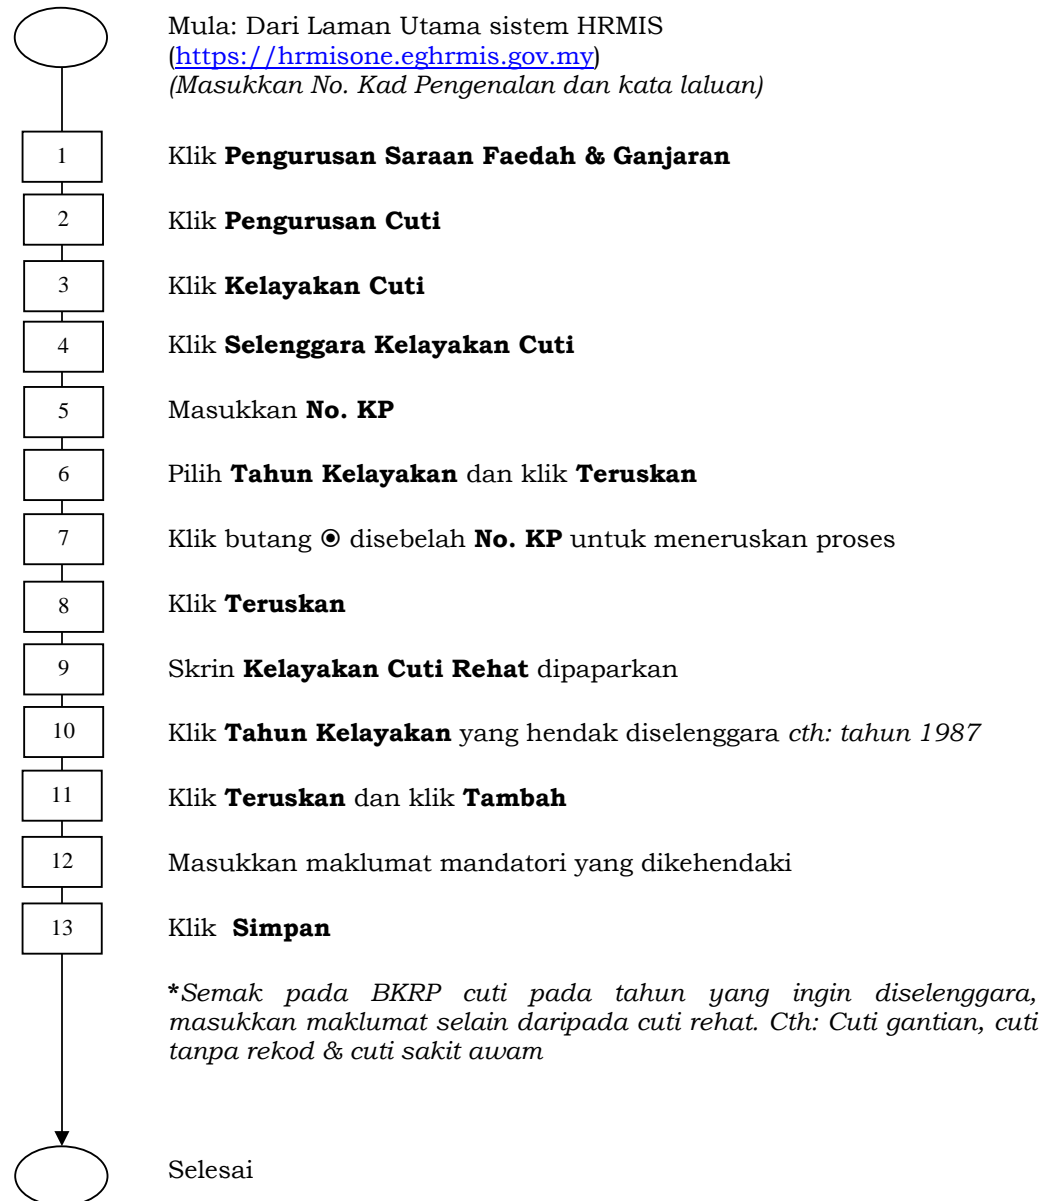 Mula: Dari Laman Utama sistem HRMIS
(https://hrmisone.eghrmis.gov.my)
(Masukkan No. Kad Pengenalan dan kata laluan)
1 Klik Pengurusan Saraan Faedah & Ganjaran
2 Klik Pengurusan Cuti
3 Klik Kelayakan Cuti
4 Klik Selenggara Kelayakan Cuti
5 Masukkan No. KP
6 Pilih Tahun Kelayakan dan klik Teruskan
7 Klik butang ⦿ disebelah No. KP untuk meneruskan proses
8 Klik Teruskan
9 Skrin Kelayakan Cuti Rehat dipaparkan
10 Klik Tahun Kelayakan yang hendak diselenggara cth: tahun 1987
11 Klik Teruskan dan klik Tambah
12 Masukkan maklumat mandatori yang dikehendaki
13 Klik Simpan
*Semak pada BKRP cuti pada tahun yang ingin diselenggara,
masukkan maklumat selain daripada cuti rehat. Cth: Cuti gantian, cuti
tanpa rekod & cuti sakit awam
Selesai